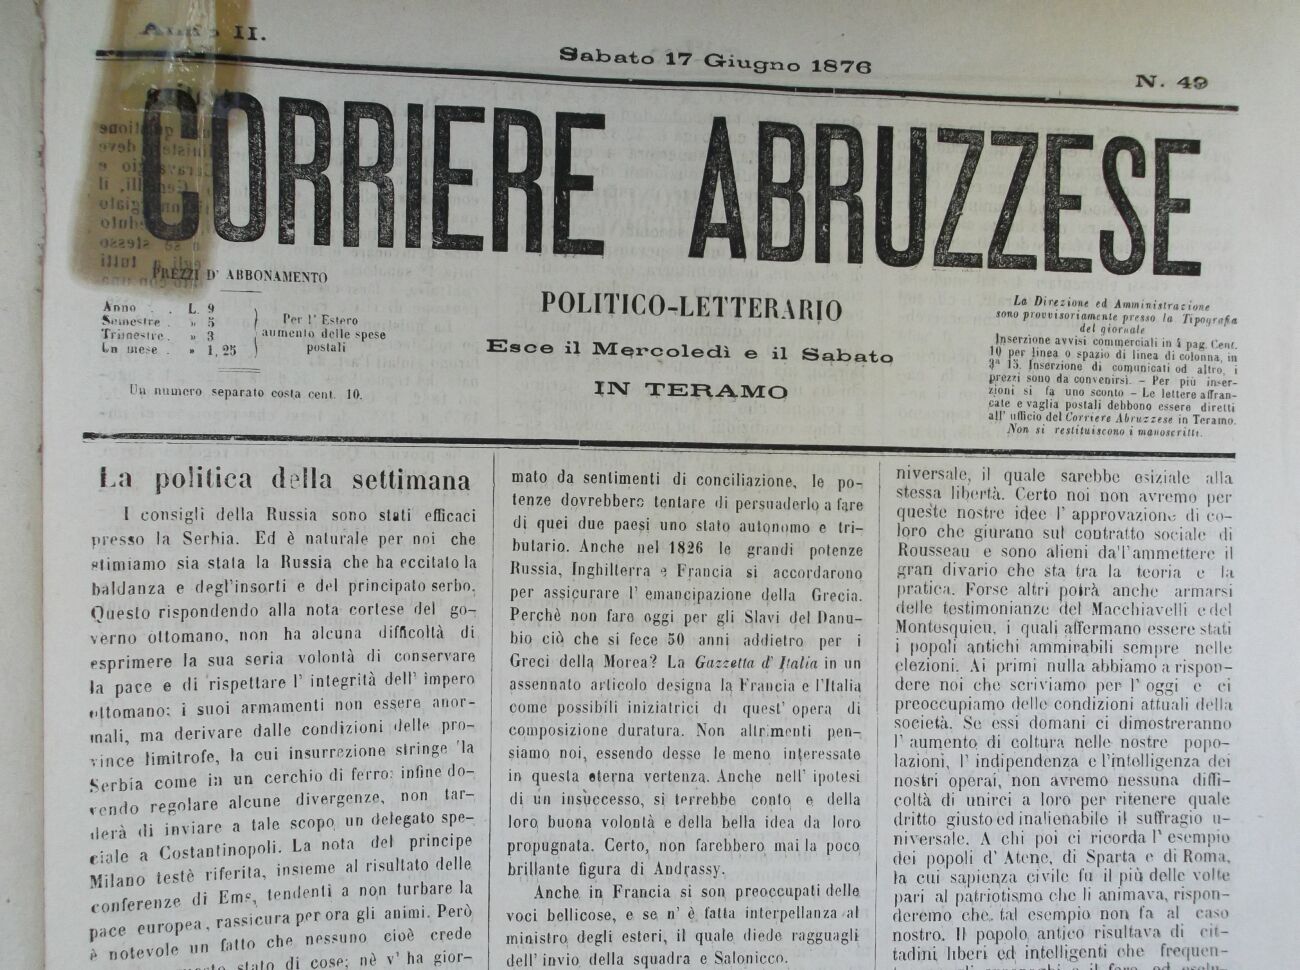 Anno II.
Sabato 17 Giugno 1876
N. 49
CORRIERE ABRUZZESE
PREZZI D' ABBONAMENTO
Anno . . L. 9
Semestre . » 5
Trimestre . » 3
Un mese . » 1, 25
Per l' Estero
aumento delle spese
postali
Un numero separato costa cent. 10.
POLITICO-LETTERARIO
Esce il Mercoledì e il Sabato
IN TERAMO
La Direzione ed Amministrazione
sono provvisoriamente presso la Tipografia
del giornale
Inserzione avvisi commerciali in 4 pag. Cent.
10 per linea o spazio di linea di colonna, in
3ª 15. Inserzione di comunicati od altro, i
prezzi sono da convenirsi. - Per più inser-
zioni si fa uno sconto - Le lettere affran-
cate e vaglia postali debbono essere diretti
all' ufficio del Corriere Abruzzese in Teramo.
Non si restituiscono i manoscritti.
La politica della settimana
I consigli della Russia sono stati efficaci
presso la Serbia. Ed è naturale per noi che
stimiamo sia stata la Russia che ha eccitato la
baldanza e degl'insorti e del principato serbo.
Questo rispondendo alla nota cortese del go-
verno ottomano, non ha alcuna difficoltà di
esprimere la sua seria volontà di conservare
la pace e di rispettare l' integrità dell' impero
ottomano: i suoi armamenti non essere anor-
mali, ma derivare dalle condizioni delle pro-
vince limitrofe, la cui insurrezione stringe la
Serbia come in un cerchio di ferro: infine do-
vendo regolare alcune divergenze, non tar-
derà di inviare a tale scopo un delegato spe-
ciale a Costantinopoli. La nota del principe
Milano testè riferita, insieme al risultato delle
conferenze di Ems, tendenti a non turbare la
pace europea, rassicura per ora gli animi. Però
è notevole un fatto che nessuno cioè crede
stato di cose; nè v' ha gior-
mato da sentimenti di conciliazione, le po-
tenze dovrebbero tentare di persuaderlo a fare
di quei due paesi uno stato autonomo e tri-
butario. Anche nel 1826 le grandi potenze
Russia, Inghilterra e Francia si accordarono
per assicurare l' emancipazione della Grecia.
Perchè non fare oggi per gli Slavi del Danu-
bio ciò che si fece 50 anni addietro per i
Greci della Morea? La Gazzetta d' Italia in un
assennato articolo designa la Francia e l'Italia
come possibili iniziatrici di quest' opera di
composizione duratura. Non altrimenti pen-
siamo noi, essendo desse le meno interessate
in questa eterna vertenza. Anche nell' ipotesi
di un insuccesso, si terrebbe conto e della
loro buona volontà e della bella idea da loro
propugnata. Certo, non farebbero mai la poco
brillante figura di Andrassy.
Anche in Francia si son preoccupati delle
voci bellicose, e se n' è fatta interpellanza al
ministro degli esteri, il quale diede ragguagli
dell' invio della squadra e Salonicco.
niversale, il quale sarebbe esiziale alla
stessa libertà. Certo noi non avremo per
queste nostre idee l' approvazione di co-
loro che giurano sul contratto sociale di
Rousseau e sono alieni dall'ammettere il
gran divario che sta tra la teoria e la
pratica. Forse altri potrà anche armarsi
delle testimonianze del Macchiavelli e del
Montesquieu, i quali affermano essere stati
i popoli antichi ammirabili sempre nelle
elezioni. Ai primi nulla abbiamo a rispon-
dere noi che scriviamo per l' oggi e ci
preoccupiamo delle condizioni attuali della
società. Se essi domani ci dimostreranno
l' aumento di coltura nelle nostre popo-
lazioni, l' indipendenza e l'intelligenza dei
nostri operai, non avremo nessuna diffi-
coltà di unirci a loro per ritenere quale
dritto giusto ed inalienabile il suffragio u-
niversale. A chi poi ci ricorda l' esempio
dei popoli d' Atene, di Sparta e di Roma,
la cui sapienza civile fu il più delle volte
pari al patriotismo che li animava, rispon-
deremo che tal esempio non fa al caso
nostro. Il popolo antico risultava di cit-
tadini liberi ed intelligenti che frequen-